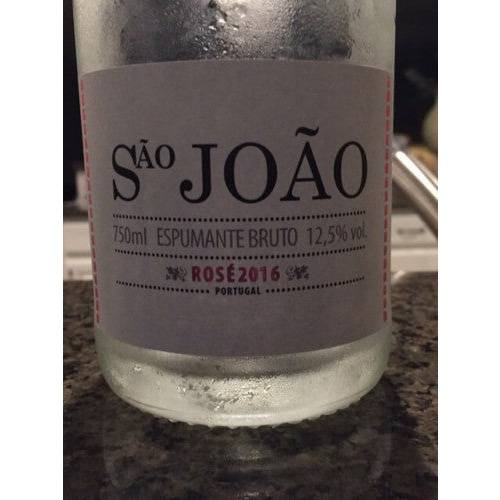 SÃO JOÃO
750ml ESPUMANTE BRUTO 12,5% vol.
ROSÉ 2016
PORTUGAL